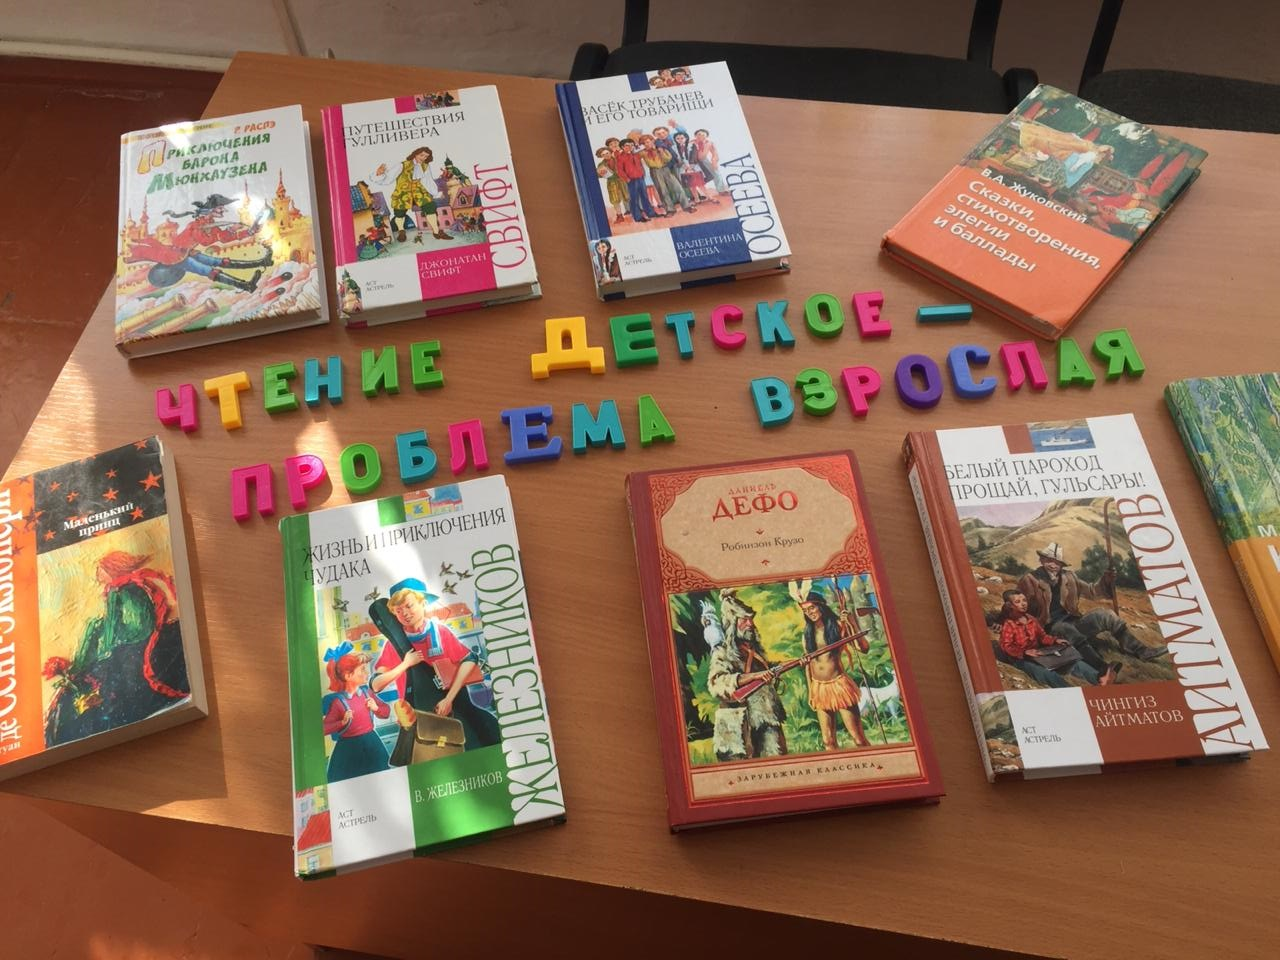 Р. РАСПЭ
ПРИКЛЮЧЕНИЯ
БАРОНА
МЮНХАУЗЕНА
ПУТЕШЕСТВИЯ
ГУЛЛИВЕРА
СВИФТ
ДЖОНАТАН
СВИФТ
АСТ
АСТРЕЛЬ
ВАСЁК ТРУБАЧЕВ
И ЕГО ТОВАРИЩИ
ОСЕЕВА
ВАЛЕНТИНА
ОСЕЕВА
АСТ
АСТРЕЛЬ
В.А. Жуковский
Сказки,
стихотворения,
элегии
и баллады
ЧТЕНИЕ ДЕТСКОЕ –
ПРОБЛЕМА ВЗРОСЛАЯ
де Сент-Экзюпери
Маленький
принц
ЖИЗНЬ И ПРИКЛЮЧЕНИЯ
ЧУДАКА
ЖЕЛЕЗНИКОВ
В. ЖЕЛЕЗНИКОВ
АСТ
АСТРЕЛЬ
ДАНИЕЛЬ
ДЕФО
Робинзон Крузо
ЗАРУБЕЖНАЯ КЛАССИКА
БЕЛЫЙ ПАРОХОД
ПРОЩАЙ, ГУЛЬСАРЫ!
АЙТМАТОВ
ЧИНГИЗ
АЙТМАТОВ
АСТ
АСТРЕЛЬ